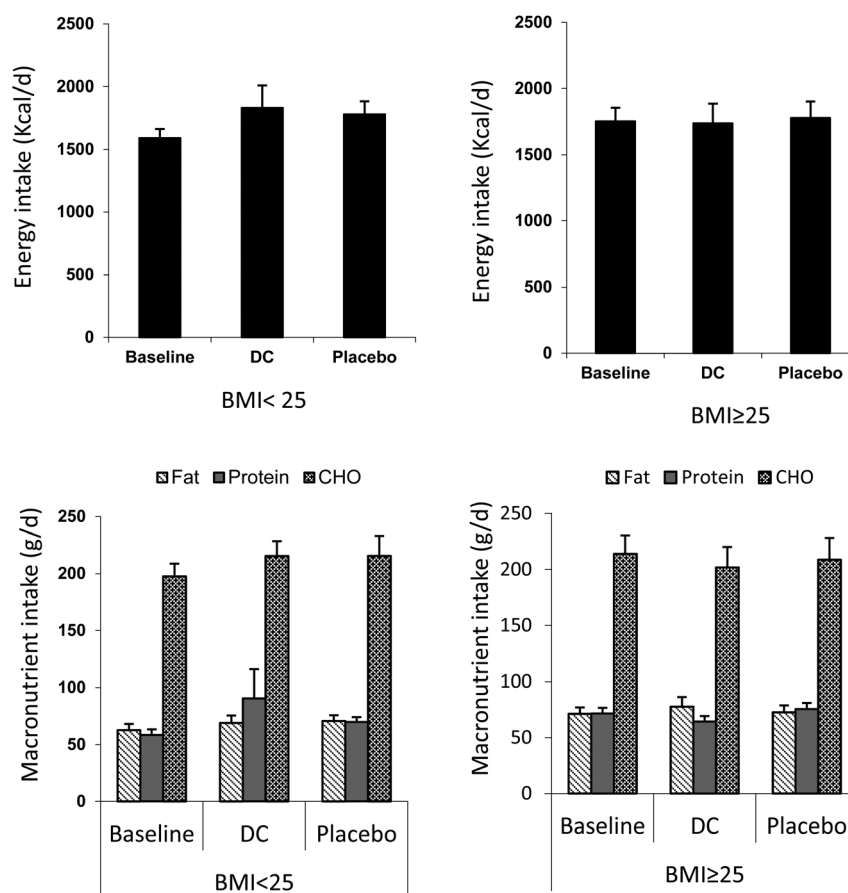 Energy intake (Kcal/d)
2500
2000
1500
1000
500
0
Baseline DC Placebo
BMI< 25
Energy intake (Kcal/d)
2500
2000
1500
1000
500
0
Baseline DC Placebo
BMI≥25
Fat Protein CHO
Macronutrient intake (g/d)
250
200
150
100
50
0
Baseline DC Placebo
BMI<25
Fat Protein CHO
Macronutrient intake (g/d)
250
200
150
100
50
0
Baseline DC Placebo
BMI≥25